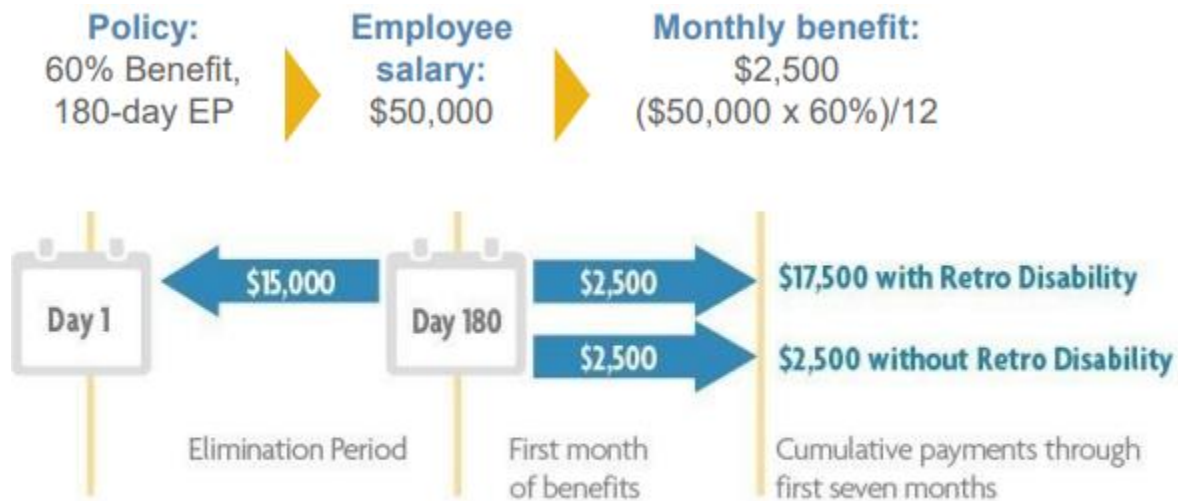 Policy:
60% Benefit,
180-day EP
Employee
salary:
$50,000
Monthly benefit:
$2,500
($50,000 x 60%)/12
Day 1
$15,000
Day 180
$2,500
$17,500 with Retro Disability
$2,500
$2,500 without Retro Disability
Elimination Period
First month
of benefits
Cumulative payments through
first seven months